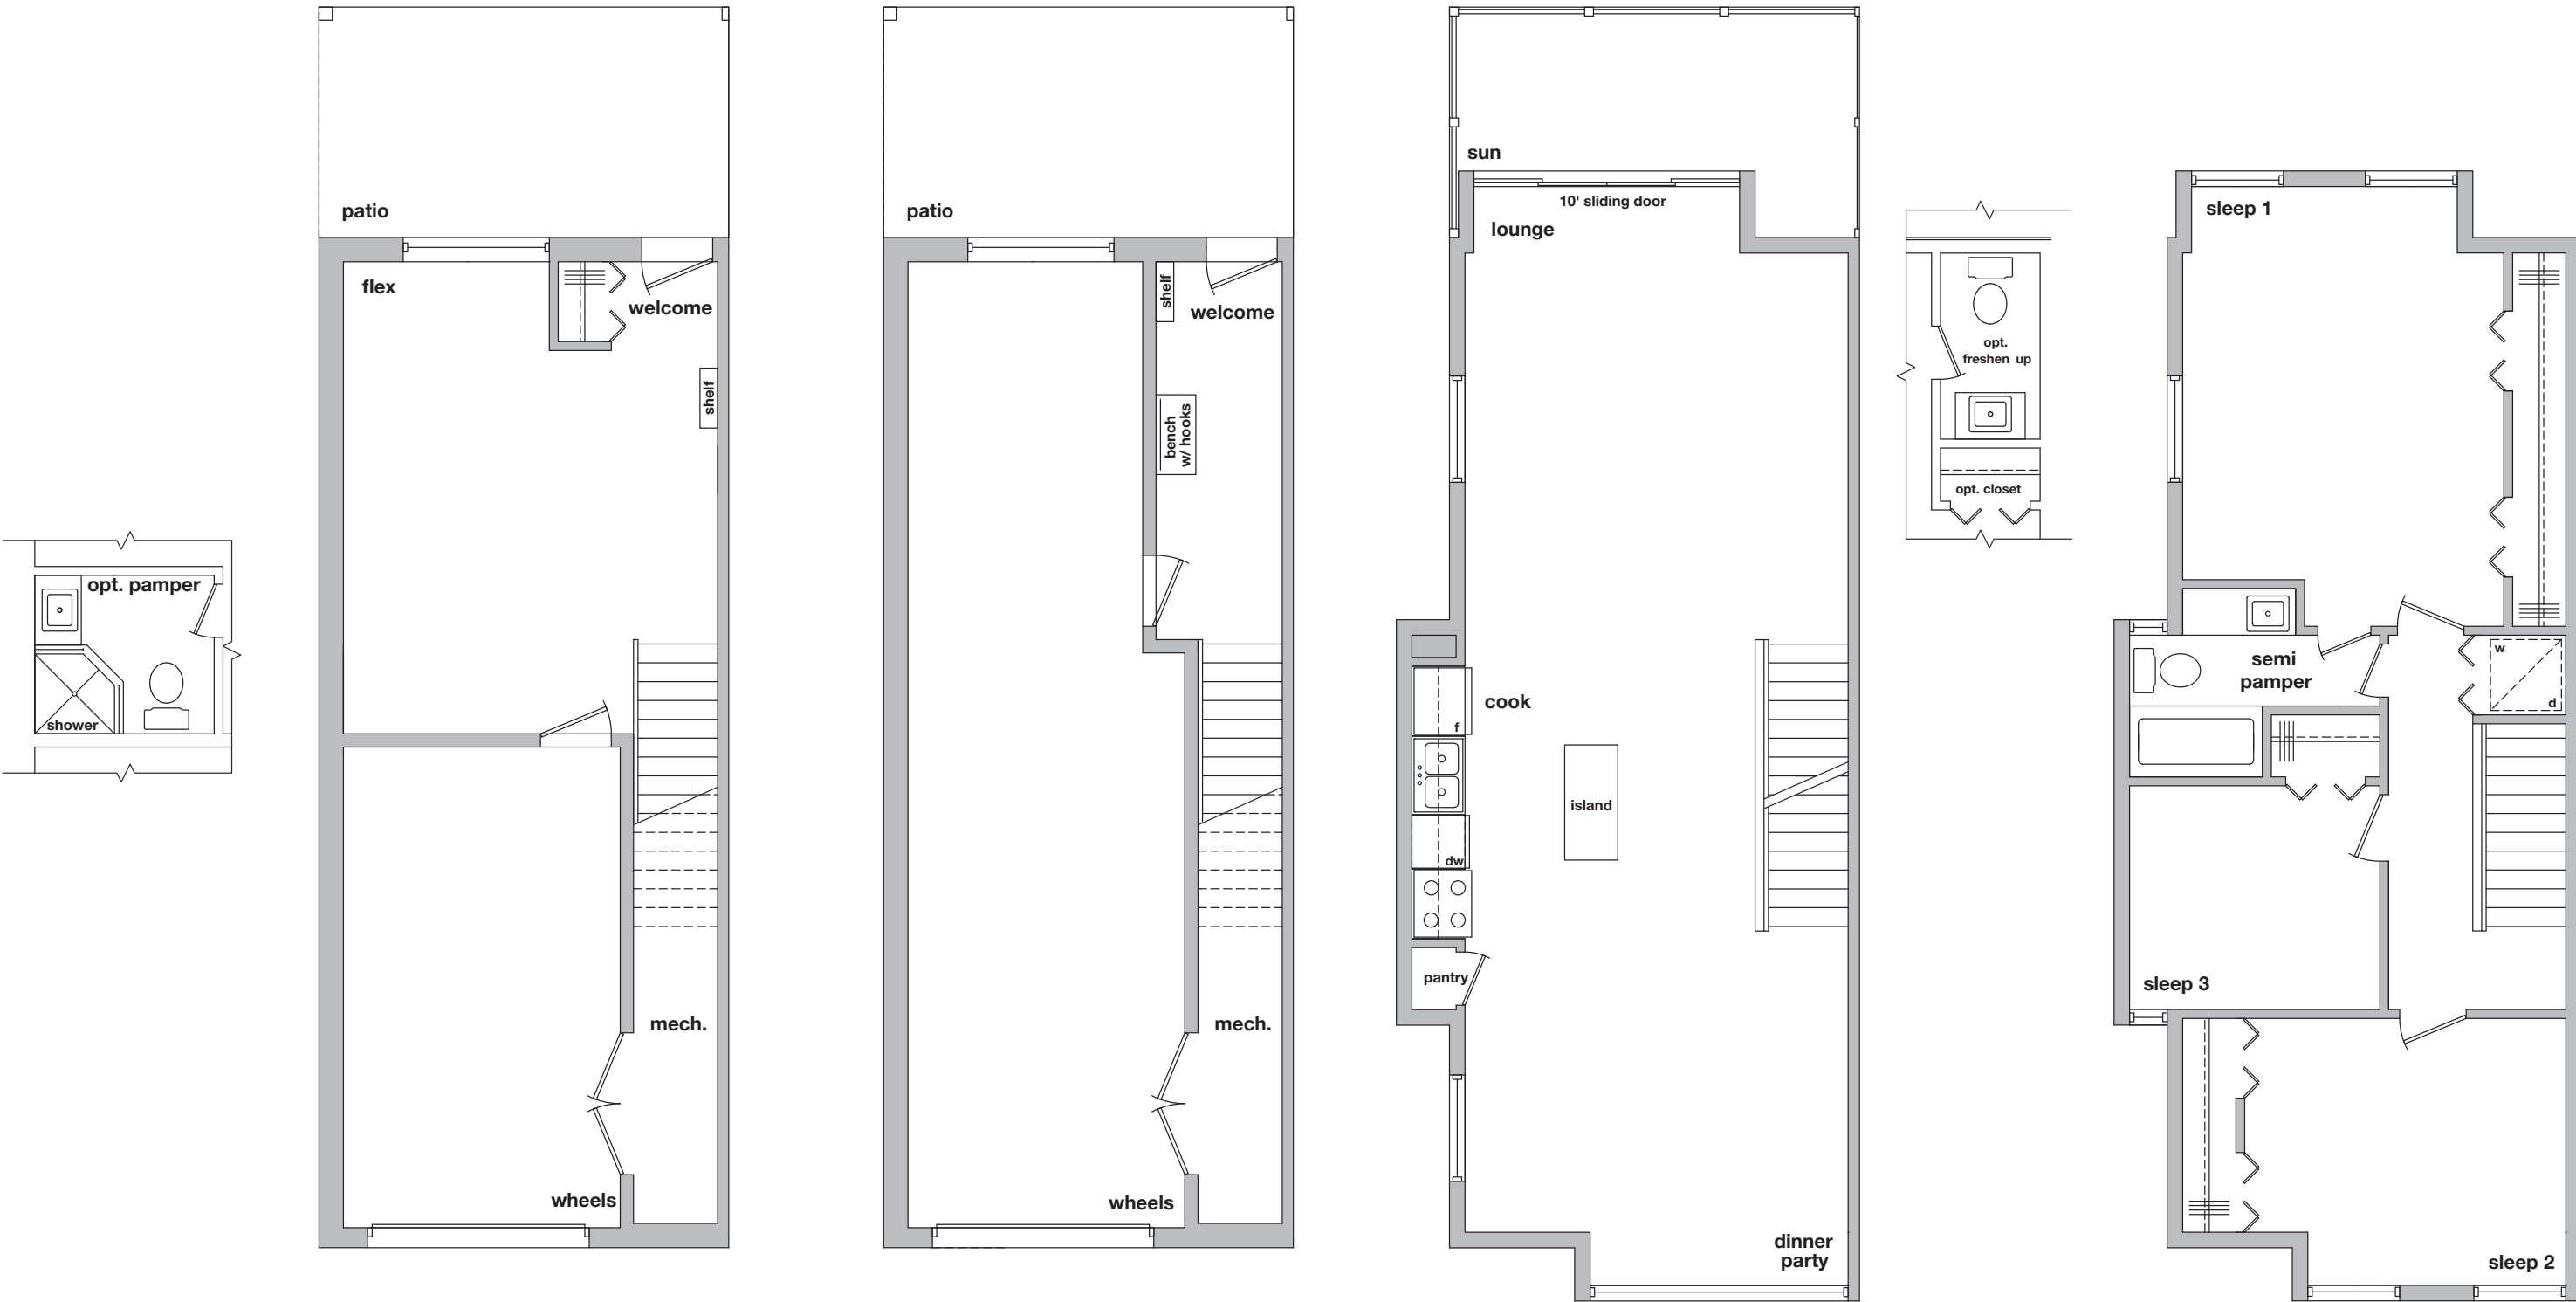 opt. pamper
shower
patio
flex
welcome
shelf
mech.
wheels
patio
shelf
welcome
bench
w/ hooks
mech.
wheels
sun
10' sliding door
lounge
cook
f
island
dw
pantry
dinner
party
opt.
freshen up
opt. closet
sleep 1
semi
pamper
w
d
sleep 3
sleep 2